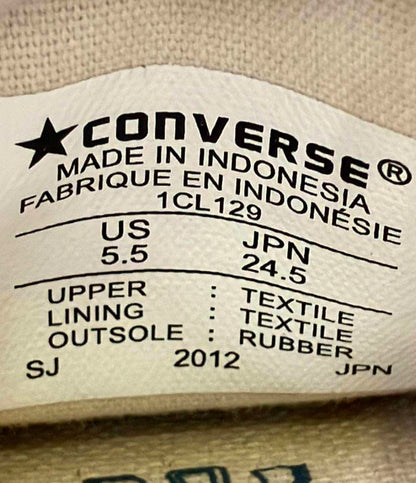 ★CONVERSE®
MADE IN INDONESIA
FABRIQUE EN INDONÉSIE
1CL129
US JPN
5.5 24.5
UPPER : TEXTILE
LINING : TEXTILE
OUTSOLE : RUBBER
SJ 2012 JPN